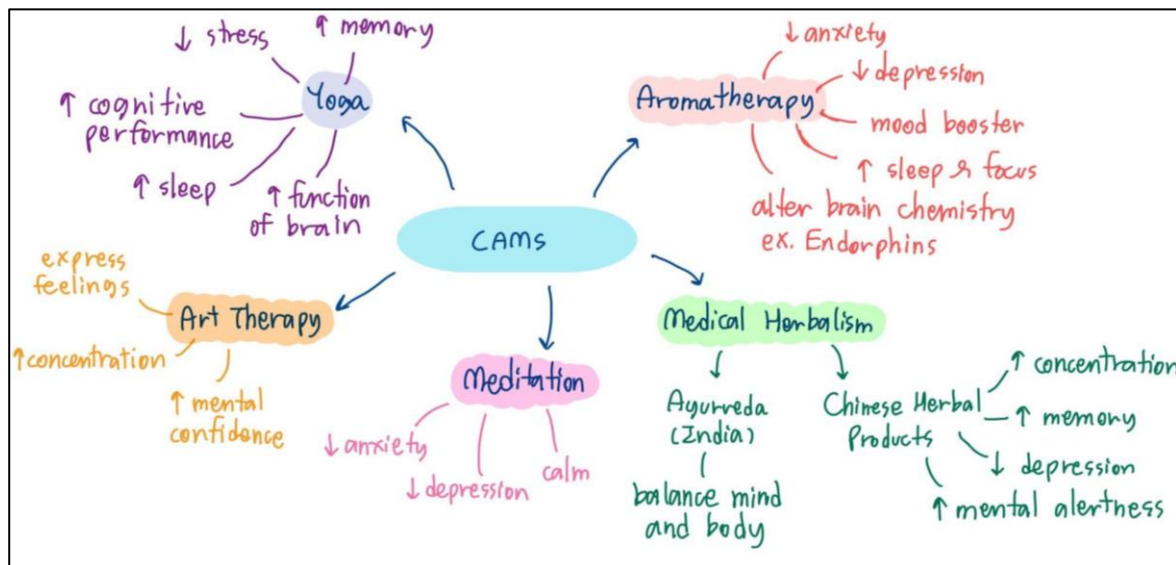 ↓ stress
↑ memory
Yoga
↑ cognitive
performance
↑ sleep
↑ function
of brain
↓ anxiety
↓ depression
Aromatherapy
mood booster
↑ sleep & focus
alter brain chemistry
ex. Endorphins
CAMS
express
feelings
Art Therapy
↑ concentration
↑ mental
confidence
Meditation
↓ anxiety
↓ depression
calm
Medical Herbalism
Ayurveda
(India)
balance mind
and body
Chinese Herbal
Products
↑ concentration
↑ memory
↓ depression
↑ mental alertness